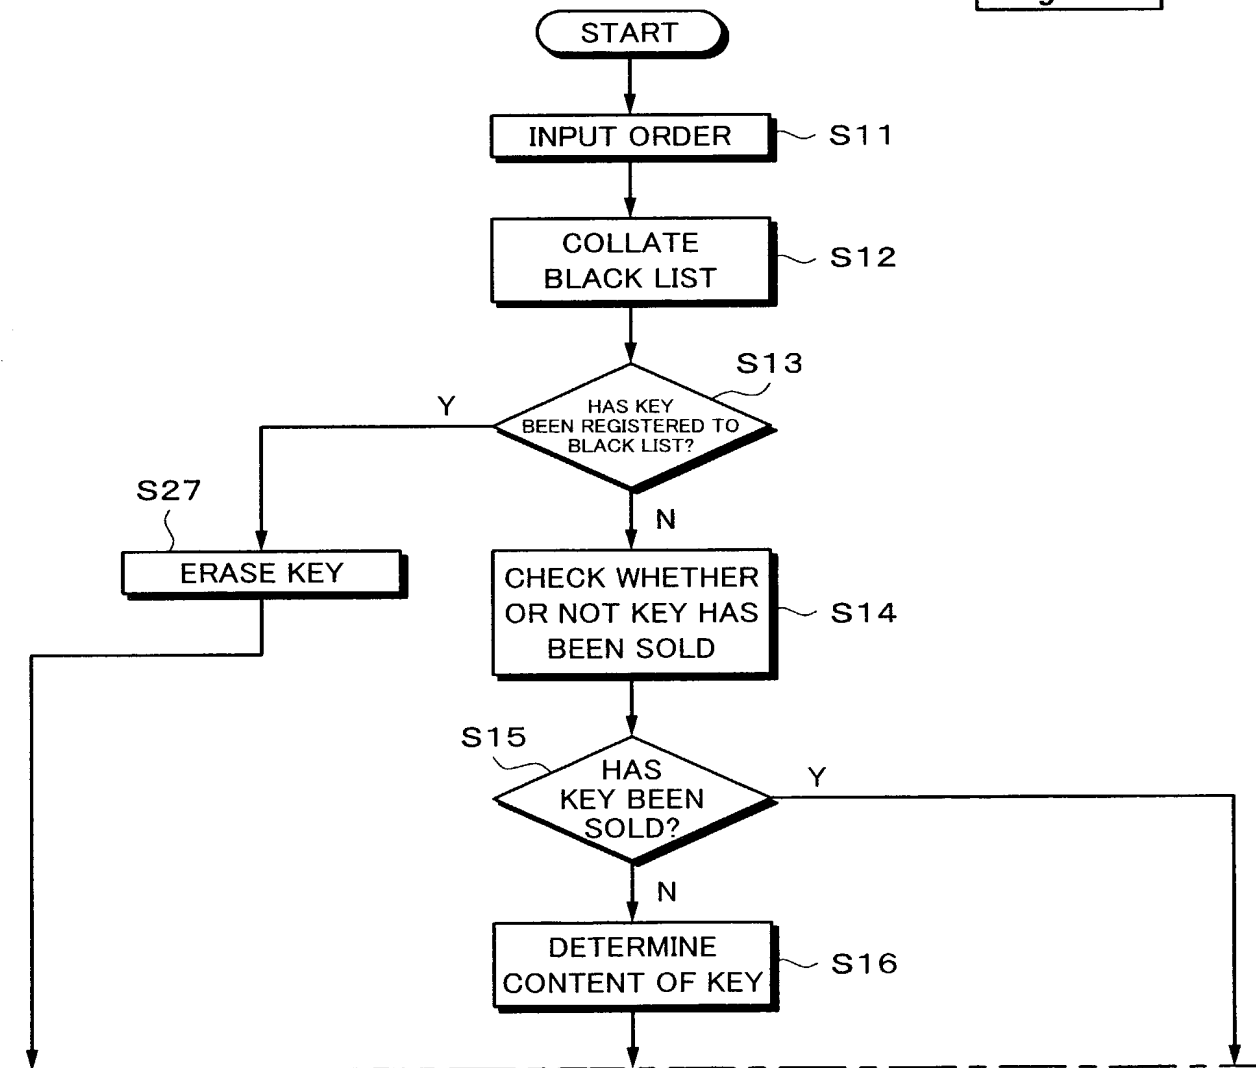 START
INPUT ORDER
S11
COLLATE
BLACK LIST
S12
S13
HAS KEY
BEEN REGISTERED TO
BLACK LIST?
Y
N
S27
ERASE KEY
CHECK WHETHER
OR NOT KEY HAS
BEEN SOLD
S14
S15
HAS
KEY BEEN
SOLD?
Y
N
DETERMINE
CONTENT OF KEY
S16